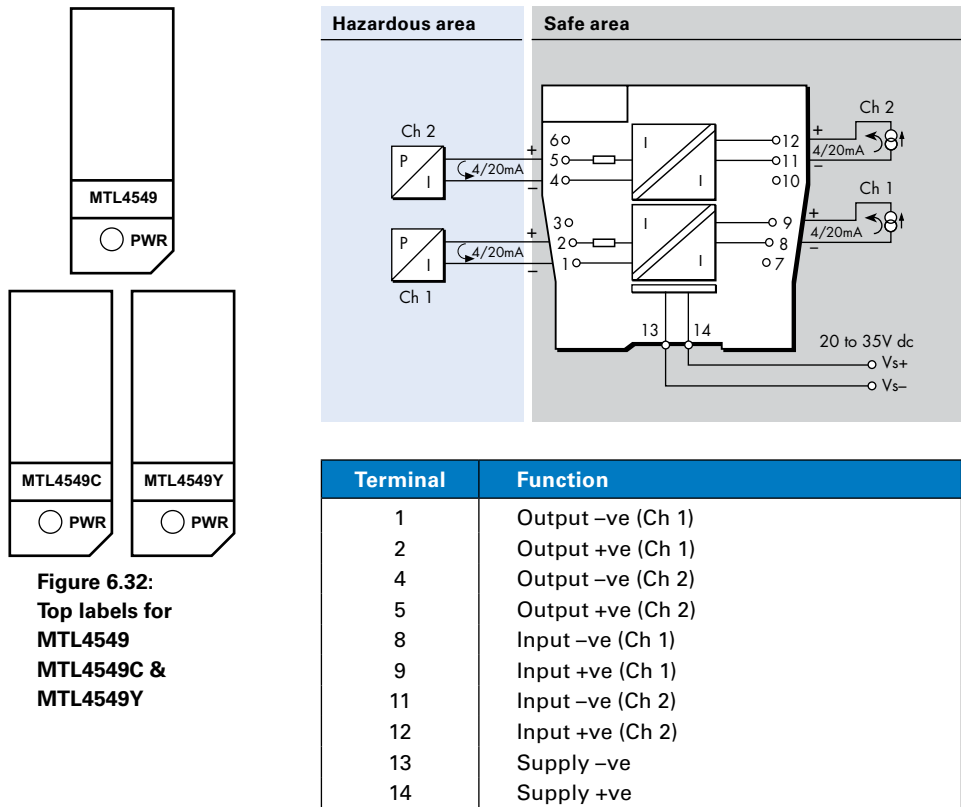 MTL4549
PWR
MTL4549C
PWR
MTL4549Y
PWR
Figure 6.32:
Top labels for
MTL4549
MTL4549C &
MTL4549Y
Hazardous area
Safe area
Ch 2
P
I
4/20mA
+
–
Ch 1
P
I
4/20mA
+
–
6
5
4
3
2
1
I
I
I
I
12
11
10
9
8
7
Ch 2
+
4/20mA
–
Ch 1
+
4/20mA
–
13 14
20 to 35V dc
Vs+
Vs–
Terminal Function
1 Output –ve (Ch 1)
2 Output +ve (Ch 1)
4 Output –ve (Ch 2)
5 Output +ve (Ch 2)
8 Input –ve (Ch 1)
9 Input +ve (Ch 1)
11 Input –ve (Ch 2)
12 Input +ve (Ch 2)
13 Supply –ve
14 Supply +ve